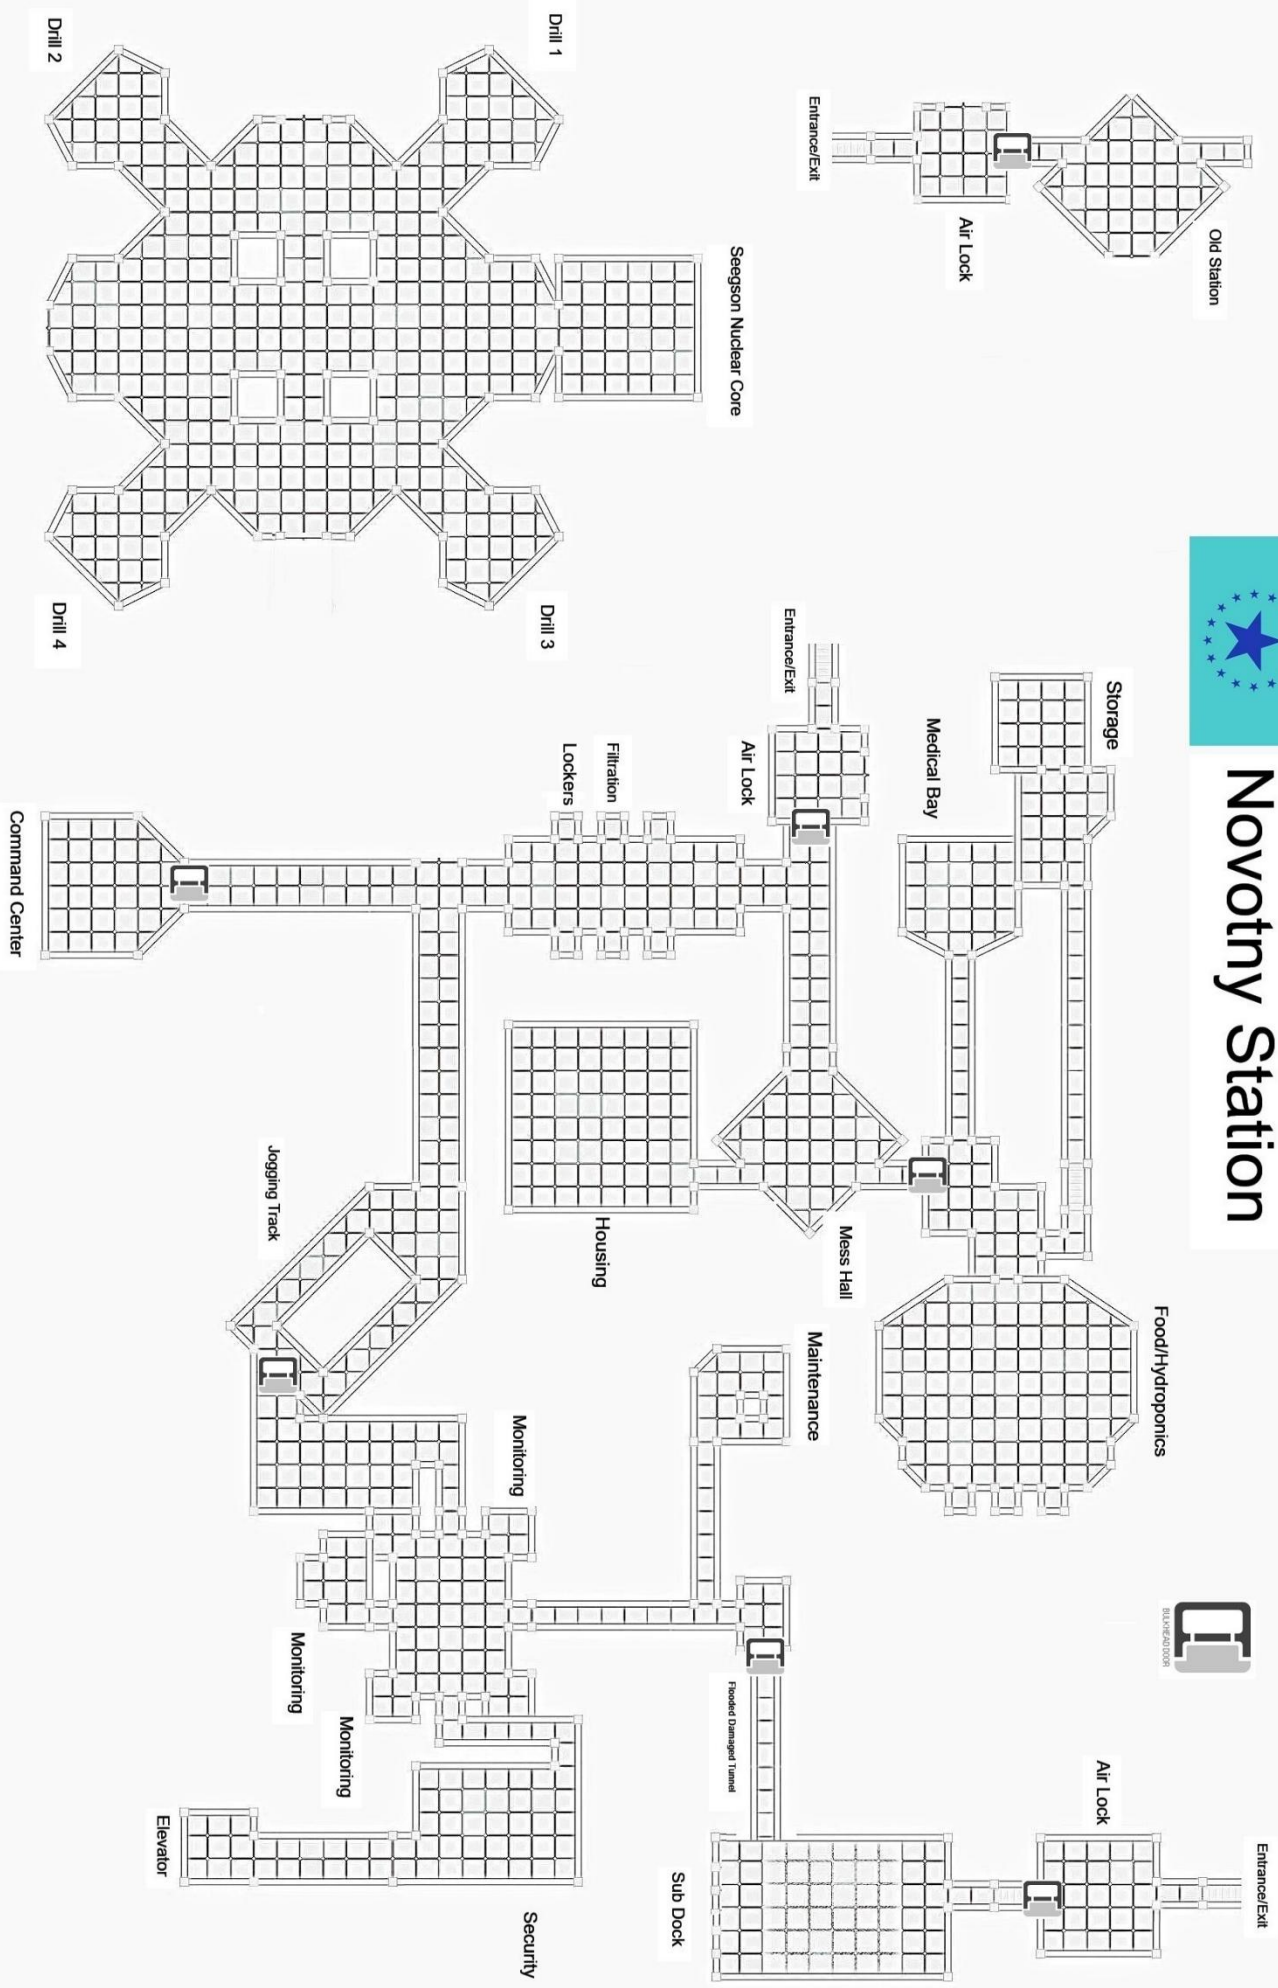 Novotny Station
Entrance/Exit
Old Station
BULKHEAD DOOR
Food/Hydroponics
Storage
Air Lock
Air Lock
Medical Bay
Mess Hall
Entrance/Exit
Maintenance
Entrance/Exit
Air Lock
Seegson Nuclear Core
Flooded Damaged Tunnel
Sub Dock
Filtration
Housing
Lockers
Drill 1
Drill 3
Security
Monitoring
Monitoring
Monitoring
Jogging Track
Elevator
Drill 2
Drill 4
Command Center